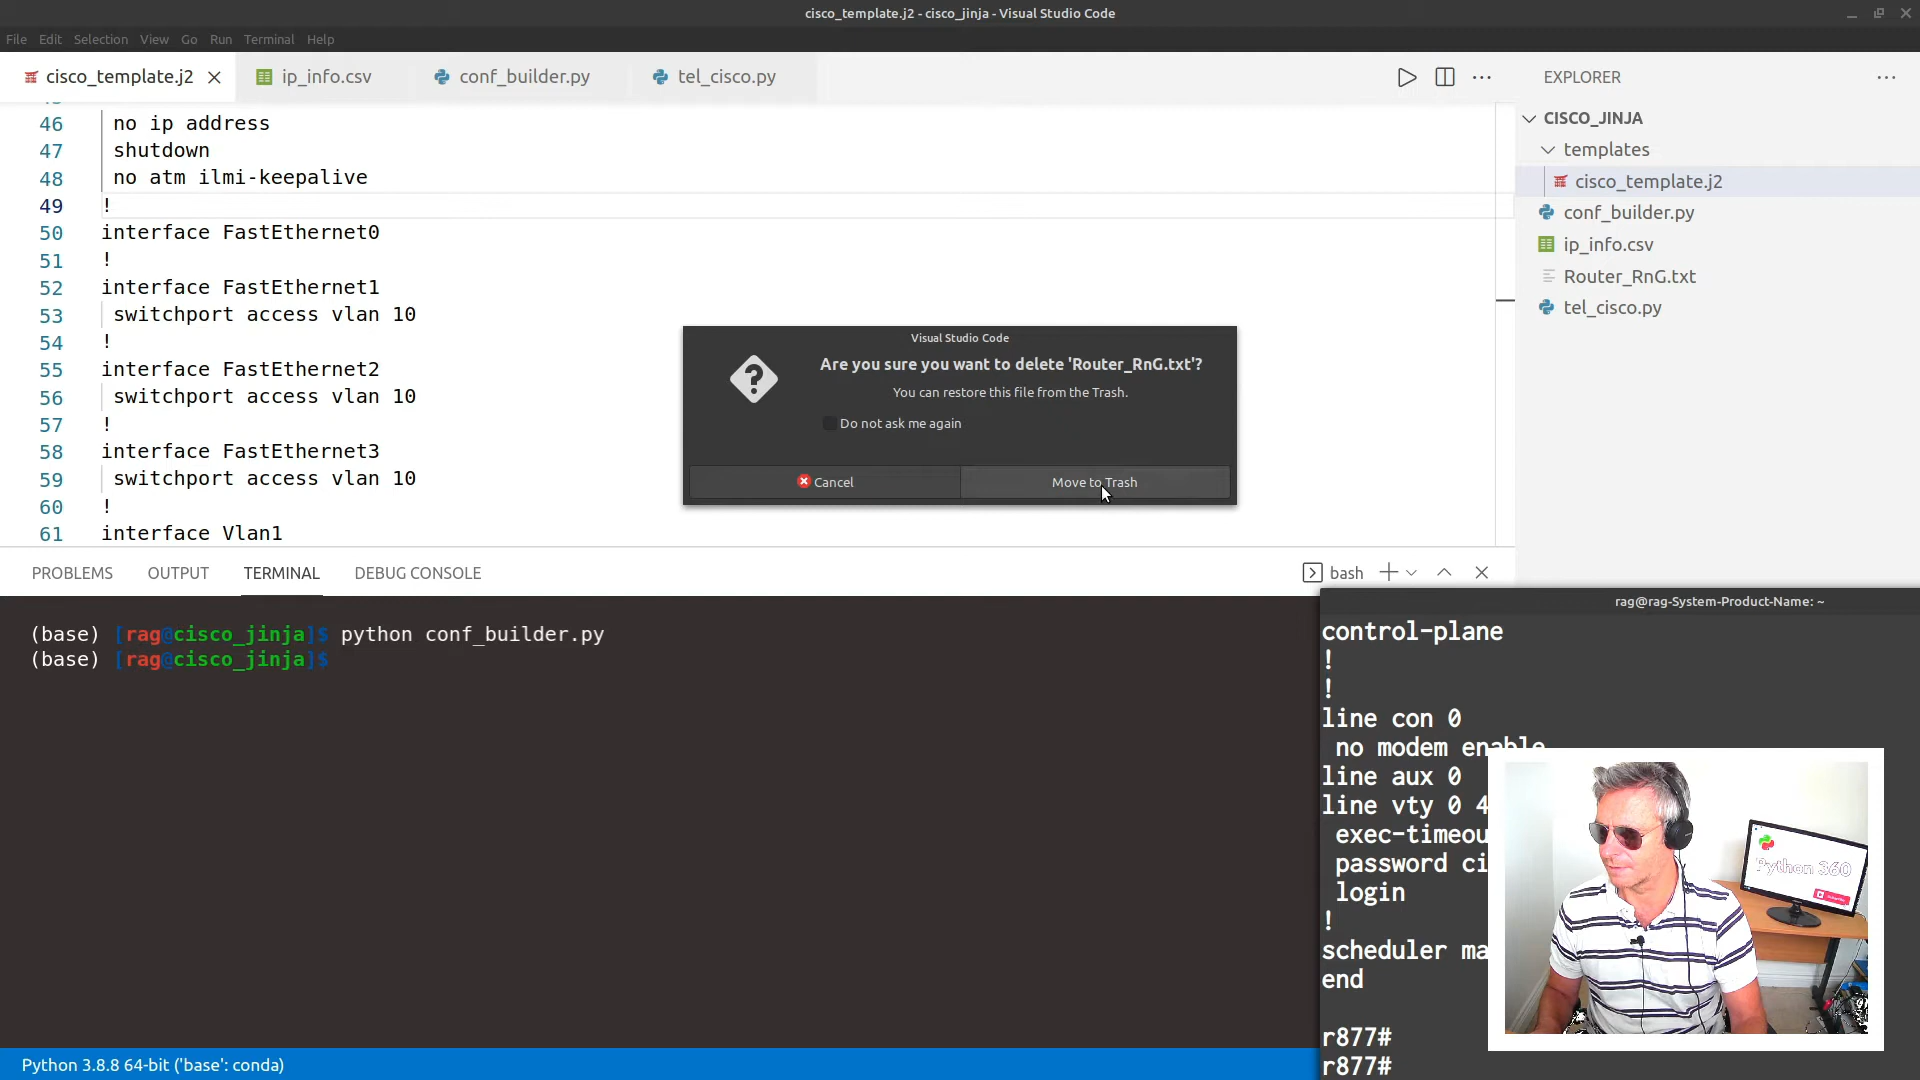 cisco_template.j2 - cisco_jinja - Visual Studio Code
File Edit Selection View Go Run Terminal Help
cisco_template.j2 ip_info.csv conf_builder.py tel_cisco.py
46 no ip address
47 shutdown
48 no atm ilmi-keepalive
49 !
50 interface FastEthernet0
51 !
52 interface FastEthernet1
53 switchport access vlan 10
54 !
55 interface FastEthernet2
56 switchport access vlan 10
57 !
58 interface FastEthernet3
59 switchport access vlan 10
60 !
61 interface Vlan1
Visual Studio Code
Are you sure you want to delete 'Router_RnG.txt'?
You can restore this file from the Trash.
Do not ask me again
Cancel Move to Trash
EXPLORER
CISCO_JINJA
templates
cisco_template.j2
conf_builder.py
ip_info.csv
Router_RnG.txt
tel_cisco.py
PROBLEMS OUTPUT TERMINAL DEBUG CONSOLE
bash
(base) [rag@cisco_jinja]$ python conf_builder.py
(base) [rag@cisco_jinja]$
rag@rag-System-Product-Name: ~
control-plane
!
!
line con 0
no modem enable
line aux 0
line vty 0 4
exec-timeou
password ci
login
!
scheduler ma
end
r877#
r877#
Python 360
Python 3.8.8 64-bit ('base': conda)